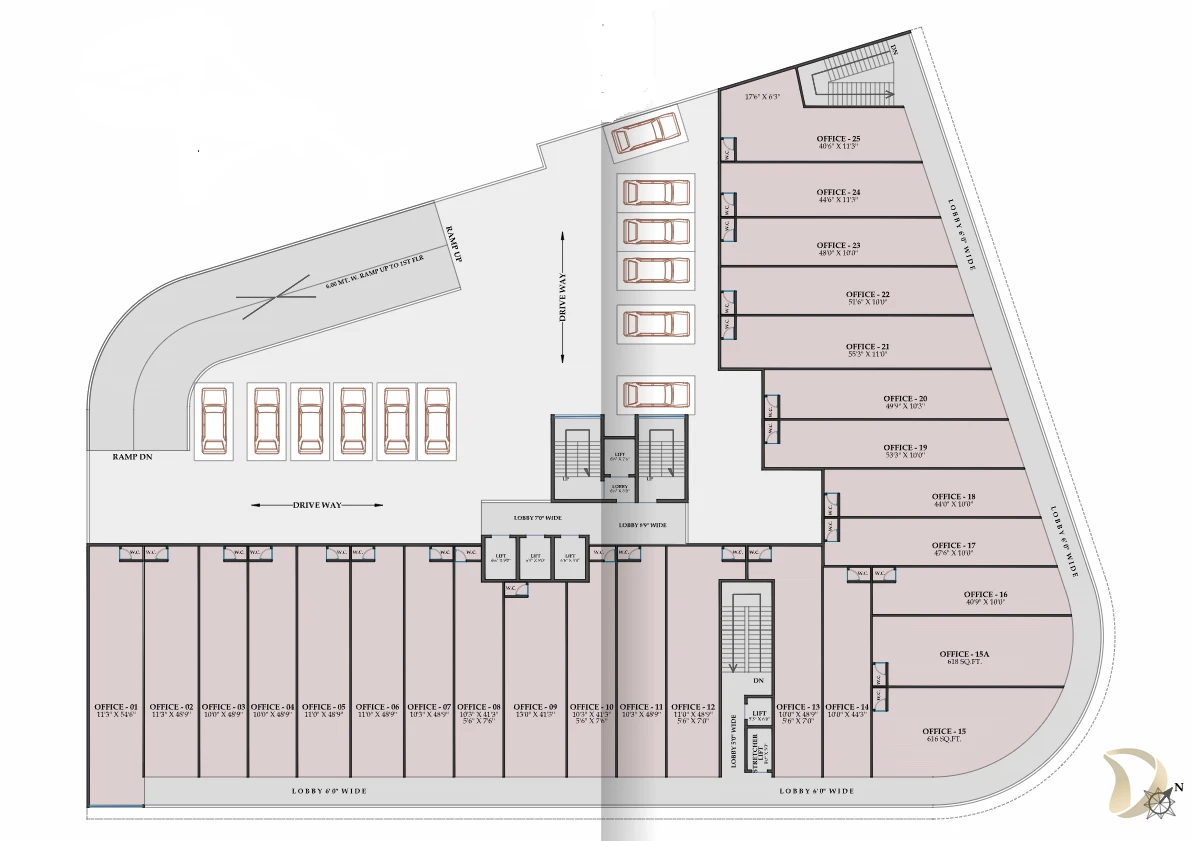 DN
17'6" X 6'3"
OFFICE - 25
40'6" X 11'3"
W.C.
OFFICE - 24
44'6" X 11'3"
W.C.
LOBBY 6'0" WIDE
W.C.
OFFICE - 23
48'0" X 10'0"
RAMP UP
6.00 MT. W. RAMP UP TO 1ST FLR
DRIVE WAY
OFFICE - 22
51'6" X 10'0"
W.C.
W.C.
OFFICE - 21
55'3" X 11'0"
OFFICE - 20
49'9" X 10'3"
W.C.
W.C.
OFFICE - 19
53'3" X 10'0"
RAMP DN
LIFT
UP
UP
LOBBY
OFFICE - 18
44'0" X 10'0"
W.C.
DRIVE WAY
LOBBY 7'0" WIDE
LOBBY 6'9" WIDE
W.C.
OFFICE - 17
47'6" X 10'0"
LOBBY 6'0" WIDE
W.C.
W.C.
W.C.
W.C.
W.C.
W.C.
W.C.
W.C.
LIFT
LIFT
LIFT
W.C.
W.C.
W.C.
W.C.
W.C.
W.C.
W.C.
OFFICE - 16
40'9" X 10'0"
OFFICE - 15A
618 SQ.FT.
W.C.
W.C.
DN
OFFICE - 01
11'3" X 54'6"
OFFICE - 02
11'3" X 48'9"
OFFICE - 03
10'0" X 48'9"
OFFICE - 04
10'0" X 48'9"
OFFICE - 05
11'0" X 48'9"
OFFICE - 06
11'0" X 48'9"
OFFICE - 07
10'3" X 48'9"
OFFICE - 08
10'3" X 41'3"
5'6" X 7'6"
OFFICE - 09
13'0" X 41'3"
OFFICE - 10
10'3" X 41'3"
5'6" X 7'6"
OFFICE - 11
10'3" X 48'9"
OFFICE - 12
11'0" X 48'9"
5'6" X 7'0"
LIFT
OFFICE - 13
10'0" X 48'9"
5'6" X 7'0"
OFFICE - 14
10'0" X 44'3"
OFFICE - 15
616 SQ.FT.
LOBBY 5'0" WIDE
STRETCHER
LIFT
LOBBY 6'0" WIDE
LOBBY 6'0" WIDE
N